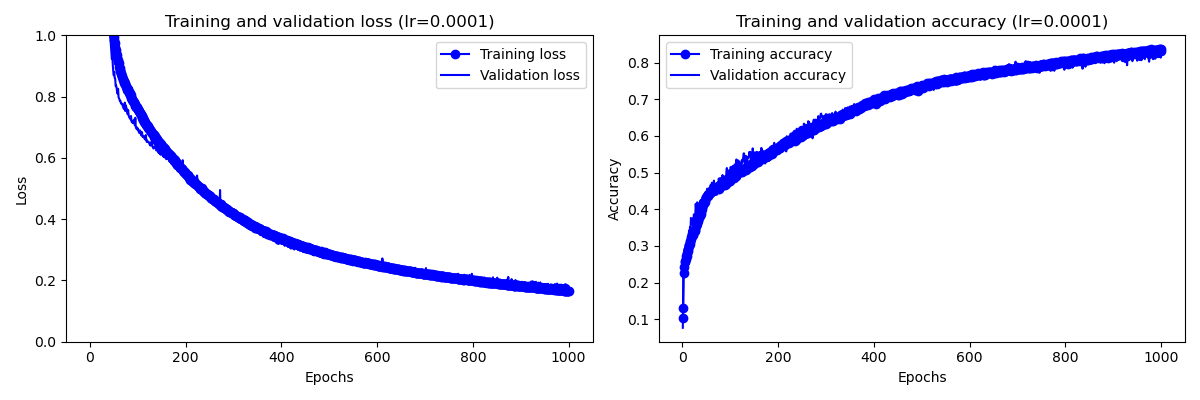 Training and validation loss (lr=0.0001)
Training loss
Validation loss
1.0
0.8
0.6
0.4
0.2
0.0
Loss
0
200
400
600
800
1000
Epochs
Training and validation accuracy (lr=0.0001)
Training accuracy
Validation accuracy
0.8
0.7
0.6
0.5
0.4
0.3
0.2
0.1
Accuracy
0
200
400
600
800
1000
Epochs